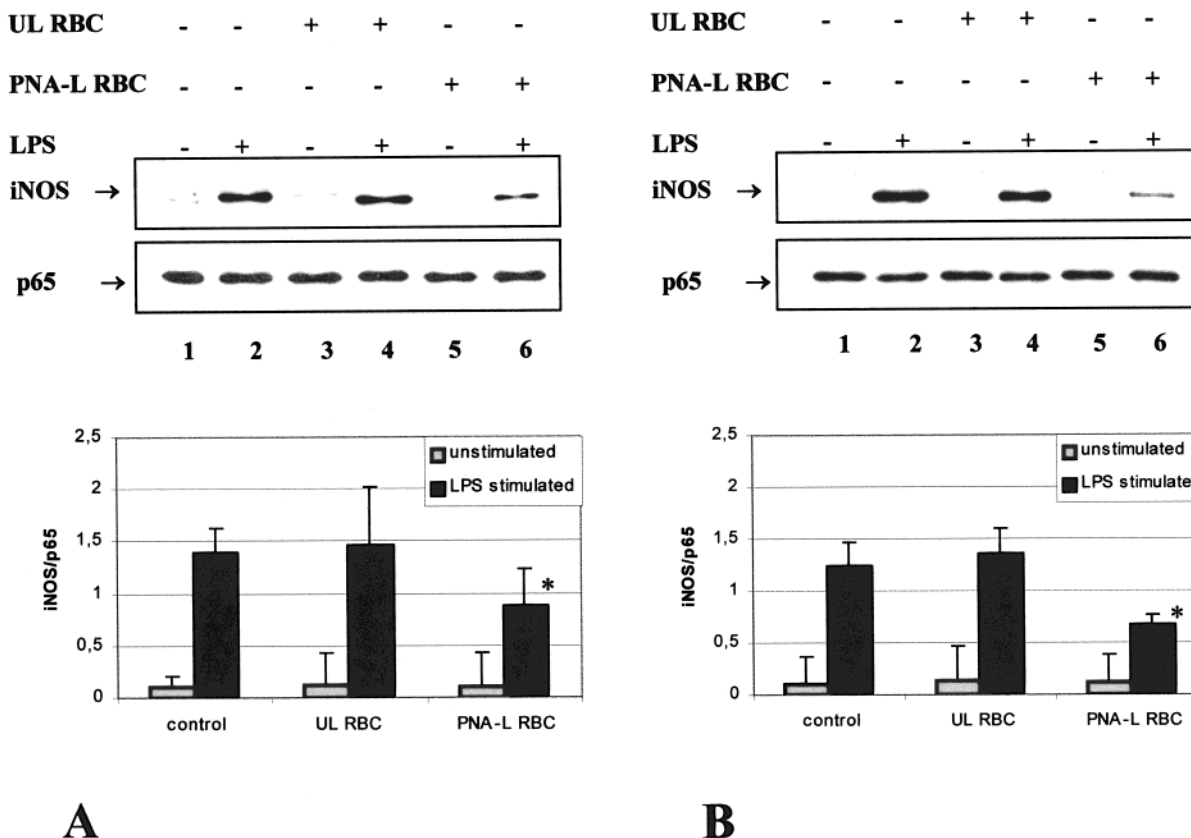 UL RBC - - + + - -
PNA-L RBC - - - - + +
LPS - + - + - +
iNOS →
p65 →
1 2 3 4 5 6
2,5
2
1,5
1
0,5
0
iNOS/p65
unstimulated
LPS stimulated
*
control UL RBC PNA-L RBC
A
UL RBC - - + + - -
PNA-L RBC - - - - + +
LPS - + - + - +
iNOS →
p65 →
1 2 3 4 5 6
2,5
2
1,5
1
0,5
0
iNOS/p65
unstimulated
LPS stimulate
*
control UL RBC PNA-L RBC
B